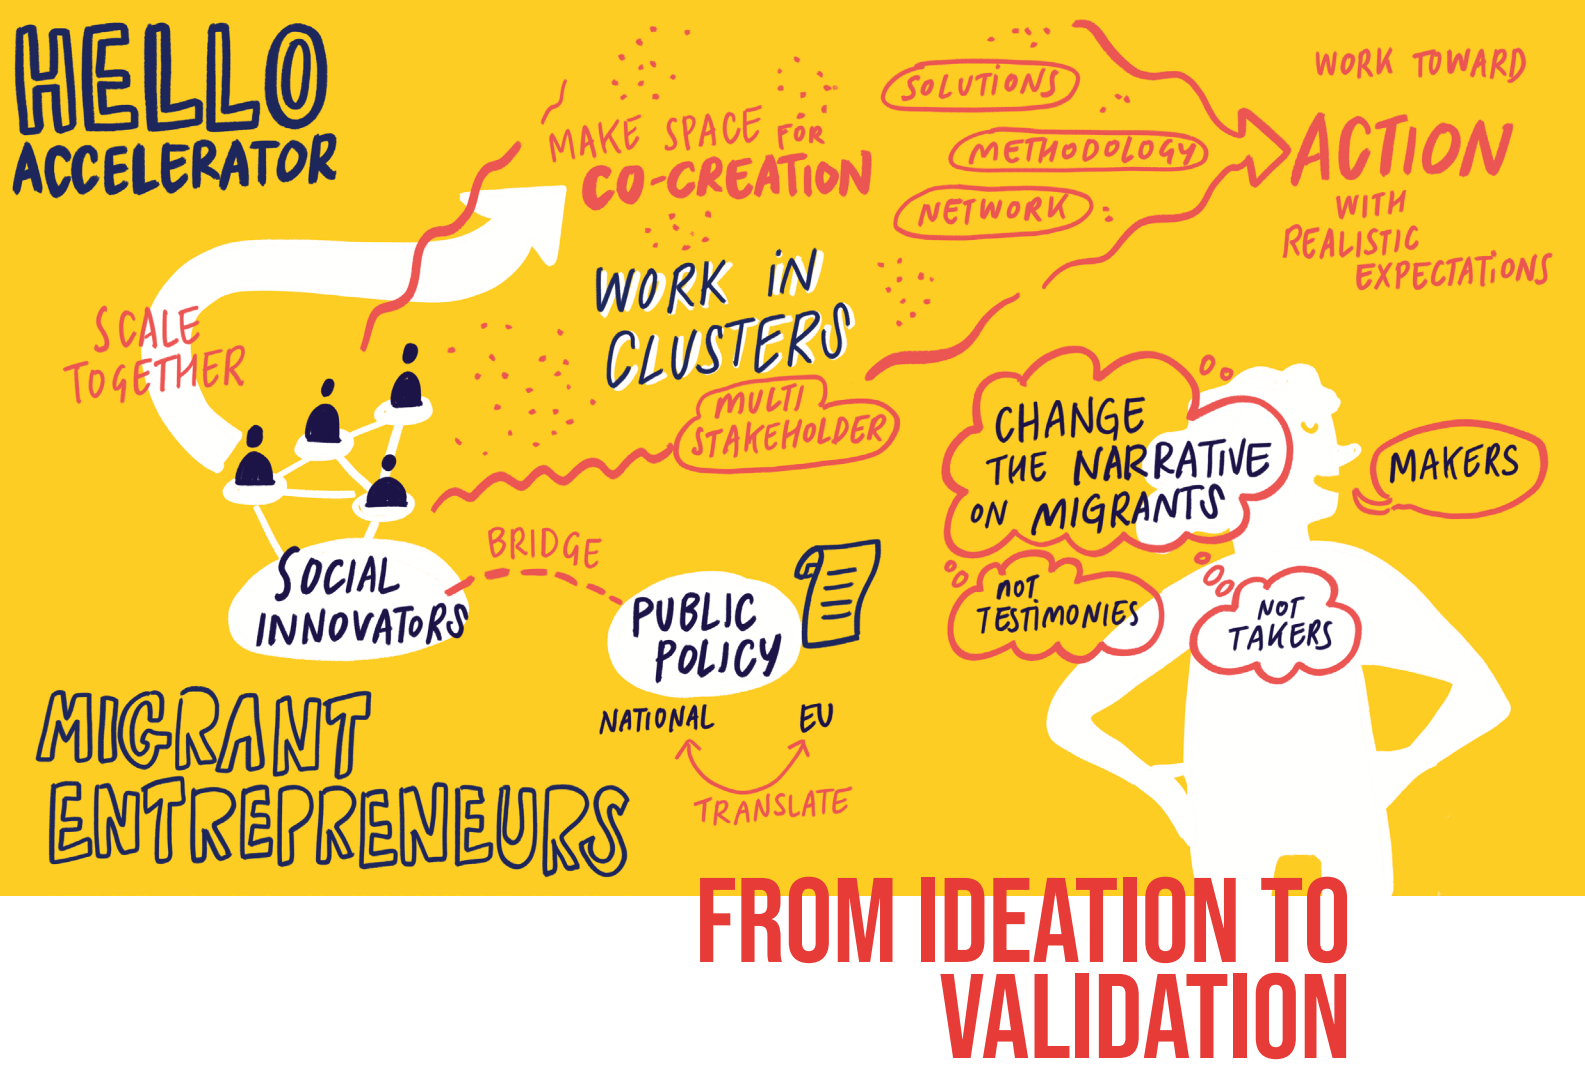 HELLO
ACCELERATOR
SCALE
TOGETHER
MAKE SPACE FOR
CO-CREATION
WORK IN
CLUSTERS
MULTI
STAKEHOLDER
SOLUTIONS
METHODOLOGY
NETWORK
WORK TOWARD
ACTION
WITH
REALISTIC
EXPECTATIONS
SOCIAL
INNOVATORS
BRIDGE
PUBLIC
POLICY
NATIONAL
EU
TRANSLATE
CHANGE
THE NARRATIVE
ON MIGRANTS
NOT
TESTIMONIES
NOT
TAKERS
MAKERS
MIGRANT
ENTREPRENEURS
FROM IDEATION TO
VALIDATION